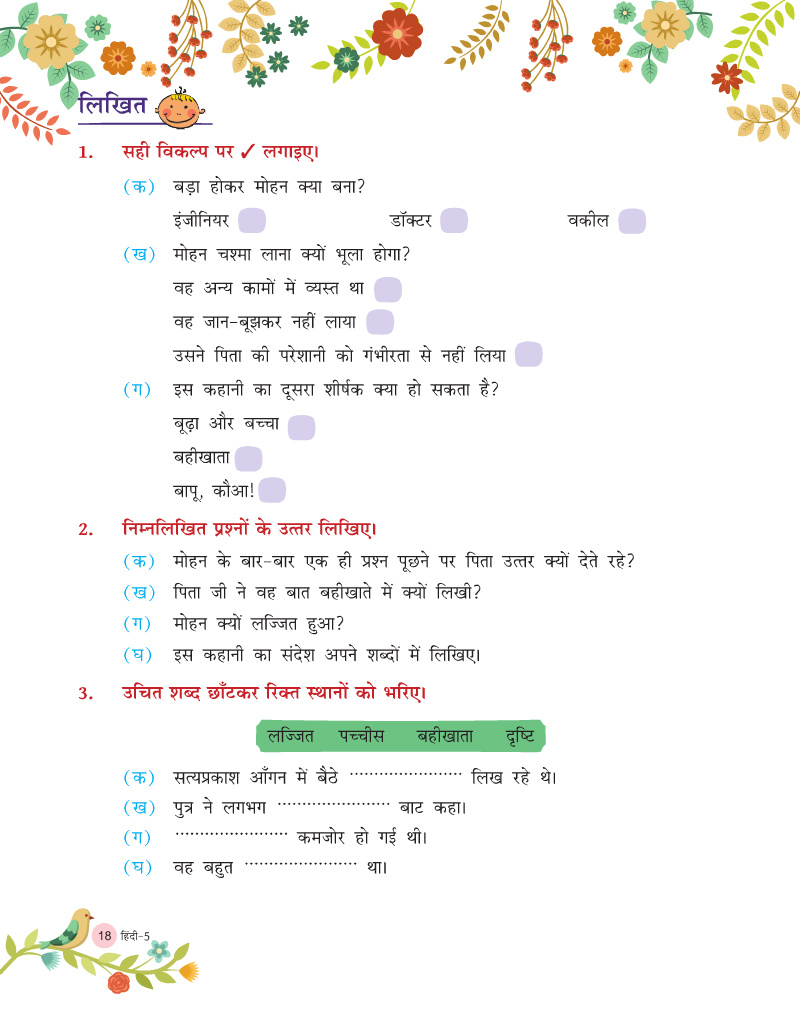 लिखित
1. सही विकल्प पर ✓ लगाइए।
(क) बड़ा होकर मोहन क्या बना?
इंजीनियर डॉक्टर वकील
(ख) मोहन चश्मा लाना क्यों भूला होगा?
वह अन्य कामों में व्यस्त था
वह जान-बूझकर नहीं लाया
उसने पिता की परेशानी को गंभीरता से नहीं लिया
(ग) इस कहानी का दूसरा शीर्षक क्या हो सकता है?
बूढ़ा और बच्चा
बहीखाता
बापू, कौआ!
2. निम्नलिखित प्रश्नों के उत्तर लिखिए।
(क) मोहन के बार-बार एक ही प्रश्न पूछने पर पिता उत्तर क्यों देते रहे?
(ख) पिता जी ने वह बात बहीखाते में क्यों लिखी?
(ग) मोहन क्यों लज्जित हुआ?
(घ) इस कहानी का संदेश अपने शब्दों में लिखिए।
3. उचित शब्द छाँटकर रिक्त स्थानों को भरिए।
लज्जित पच्चीस बहीखाता दृष्टि
(क) सत्यप्रकाश आँगन में बैठे ....................... लिख रहे थे।
(ख) पुत्र ने लगभग ....................... बाट कहा।
(ग) ....................... कमजोर हो गई थी।
(घ) वह बहुत ....................... था।
18 हिंदी-5